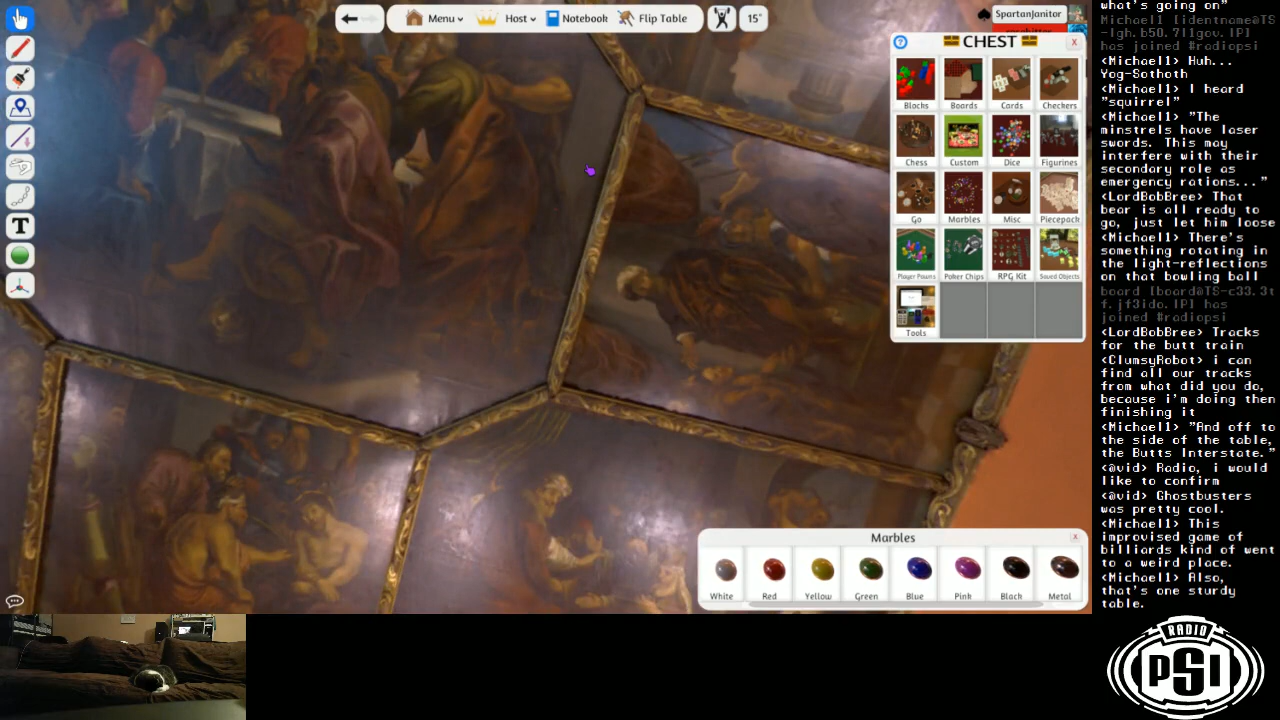 Menu
Host
Notebook
Flip Table
15°
SpartanJanitor
CHEST
Blocks
Boards
Cards
Checkers
Chess
Custom
Dice
Figurines
Go
Marbles
Misc
Piecepack
Player Pawns
Poker Chips
RPG Kit
Saved Objects
Tools
T
Marbles
White
Red
Yellow
Green
Blue
Pink
Black
Metal
what's going on"
Michael1 [identname@TS
has joined #radiopsi
<Michael1> Huh...
Yog-Sothoth
<Michael1> I heard
"squirrel"
<Michael1> "The
minstrels have laser
swords. This may
interfere with their
secondary role as
emergency rations..."
<LordBobBree> That
bear is all ready to
go, just let him loose
<Michael1> There's
something rotating in
the light-reflections
on that bowling ball
board [board@TS-c33.3t
f.jf3ido.IP] has
joined #radiopsi
<LordBobBree> Tracks
for the butt train
<ClumsyRobot> i can
find all our tracks
from what did you do,
because i'm doing then
finishing it
<Michael1> "And off to
the side of the table,
the Butts Interstate."
<@vid> Radio, i would
like to confirm
<@vid> Ghostbusters
was pretty cool.
<Michael1> This
improvised game of
billiards kind of went
to a weird place.
<Michael1> Also,
that's one sturdy
table.
RADIO
PSI